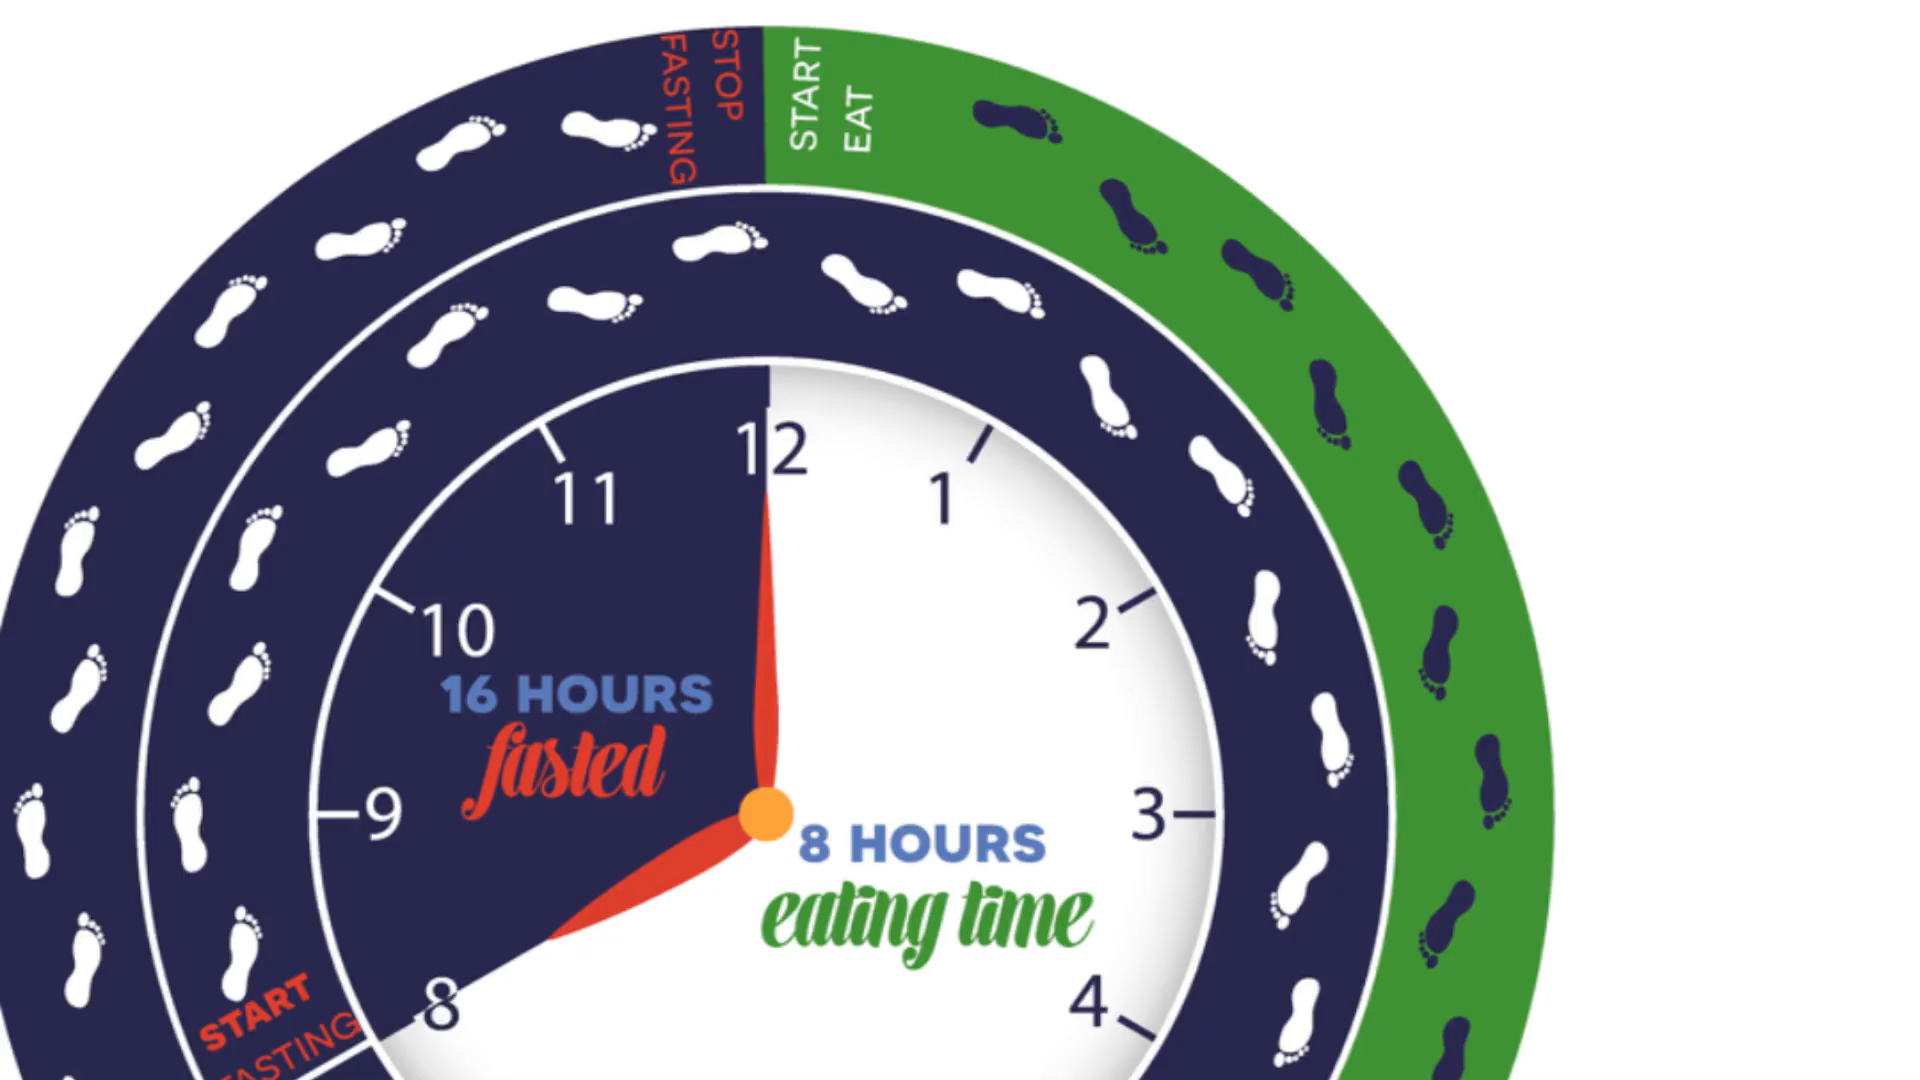 STOP
FASTING
START
EAT
12
1
2
3
4
8
9
10
11
16 HOURS
fasted
8 HOURS
eating time
START
FASTING